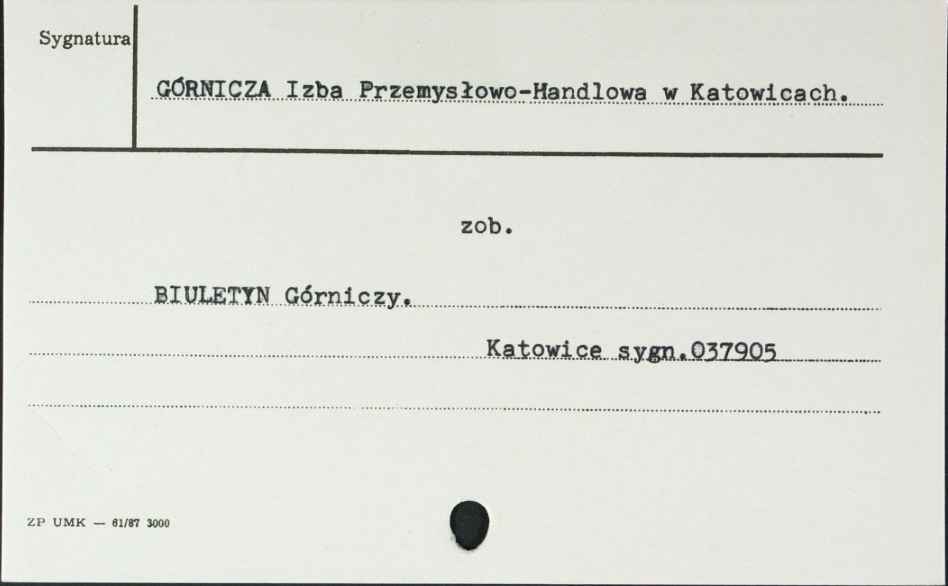 Sygnatura
GÓRNICZA Izba Przemysłowo-Handlowa w Katowicach.
zob.
BIULETYN Górniczy.
Katowice sygn.037905
ZP UMK — 61/87 3000